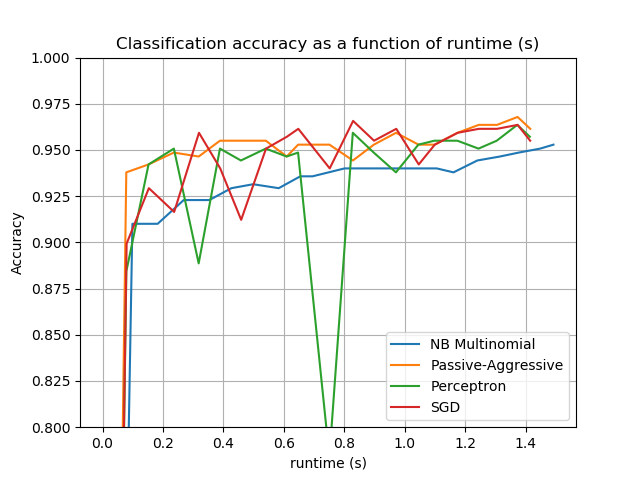 Classification accuracy as a function of runtime (s)
1.000
0.975
0.950
0.925
0.900
0.875
0.850
0.825
0.800
Accuracy
NB Multinomial
Passive-Aggressive
Perceptron
SGD
0.0 0.2 0.4 0.6 0.8 1.0 1.2 1.4
runtime (s)